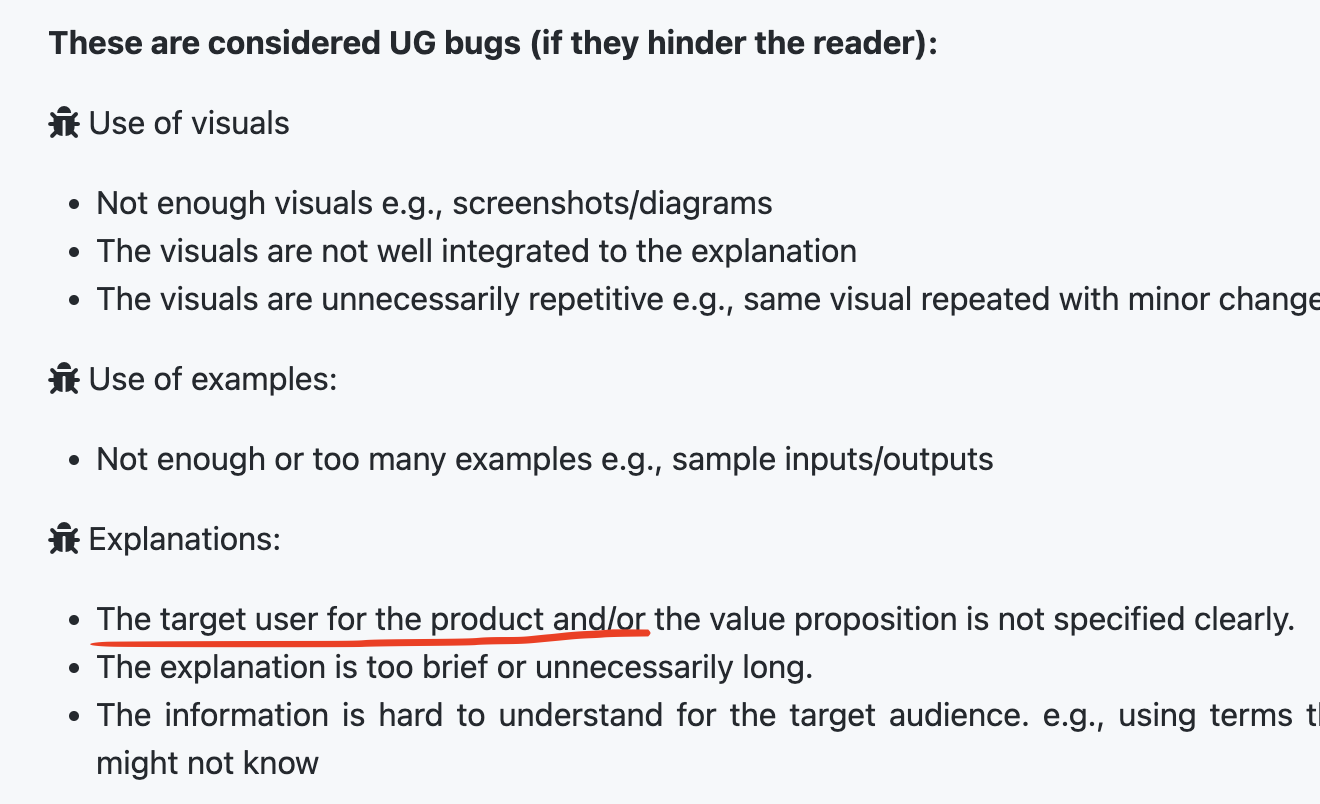 These are considered UG bugs (if they hinder the reader):
Use of visuals
• Not enough visuals e.g., screenshots/diagrams
• The visuals are not well integrated to the explanation
• The visuals are unnecessarily repetitive e.g., same visual repeated with minor change
Use of examples:
• Not enough or too many examples e.g., sample inputs/outputs
Explanations:
• The target user for the product and/or the value proposition is not specified clearly.
• The explanation is too brief or unnecessarily long.
• The information is hard to understand for the target audience. e.g., using terms
might not know